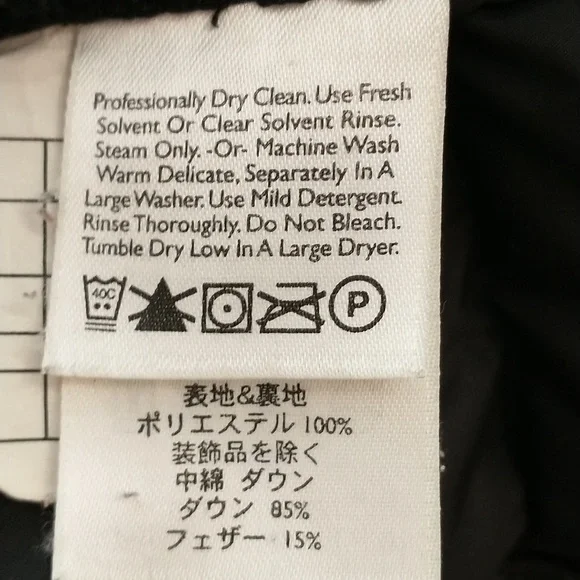 Professionally Dry Clean. Use Fresh
Solvent Or Clear Solvent Rinse.
Steam Only. -Or- Machine Wash
Warm Delicate, Separately In A
Large Washer. Use Mild Detergent.
Rinse Thoroughly. Do Not Bleach.
Tumble Dry Low In A Large Dryer.
40C P
表地&裏地
ポリエステル 100%
装飾品を除く
中綿 ダウン
ダウン 85%
フェザー 15%